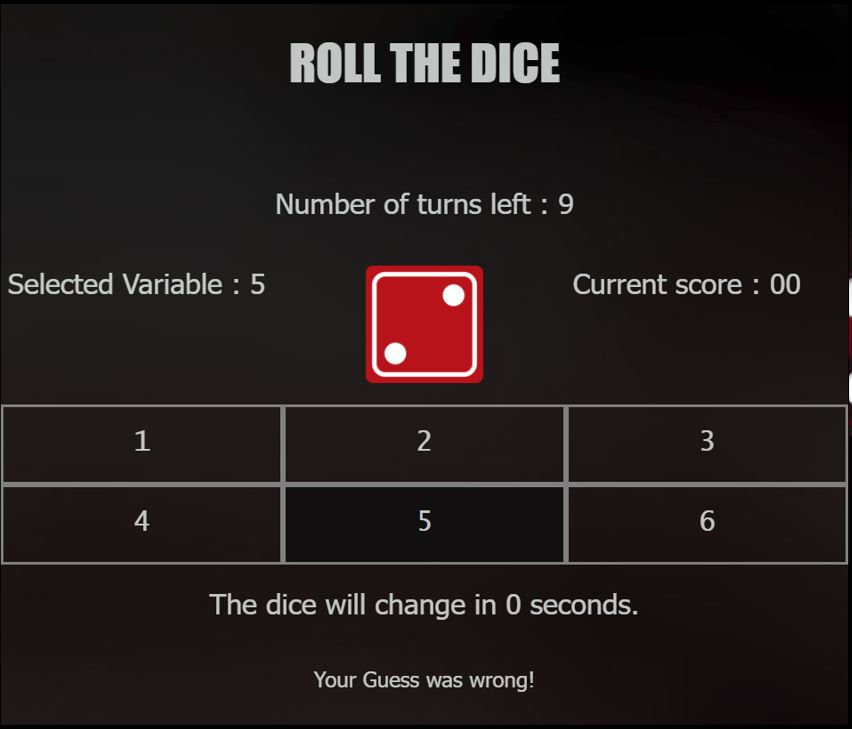 ROLL THE DICE
Number of turns left : 9
Selected Variable : 5
Current score : 00
1
2
3
4
5
6
The dice will change in 0 seconds.
Your Guess was wrong!